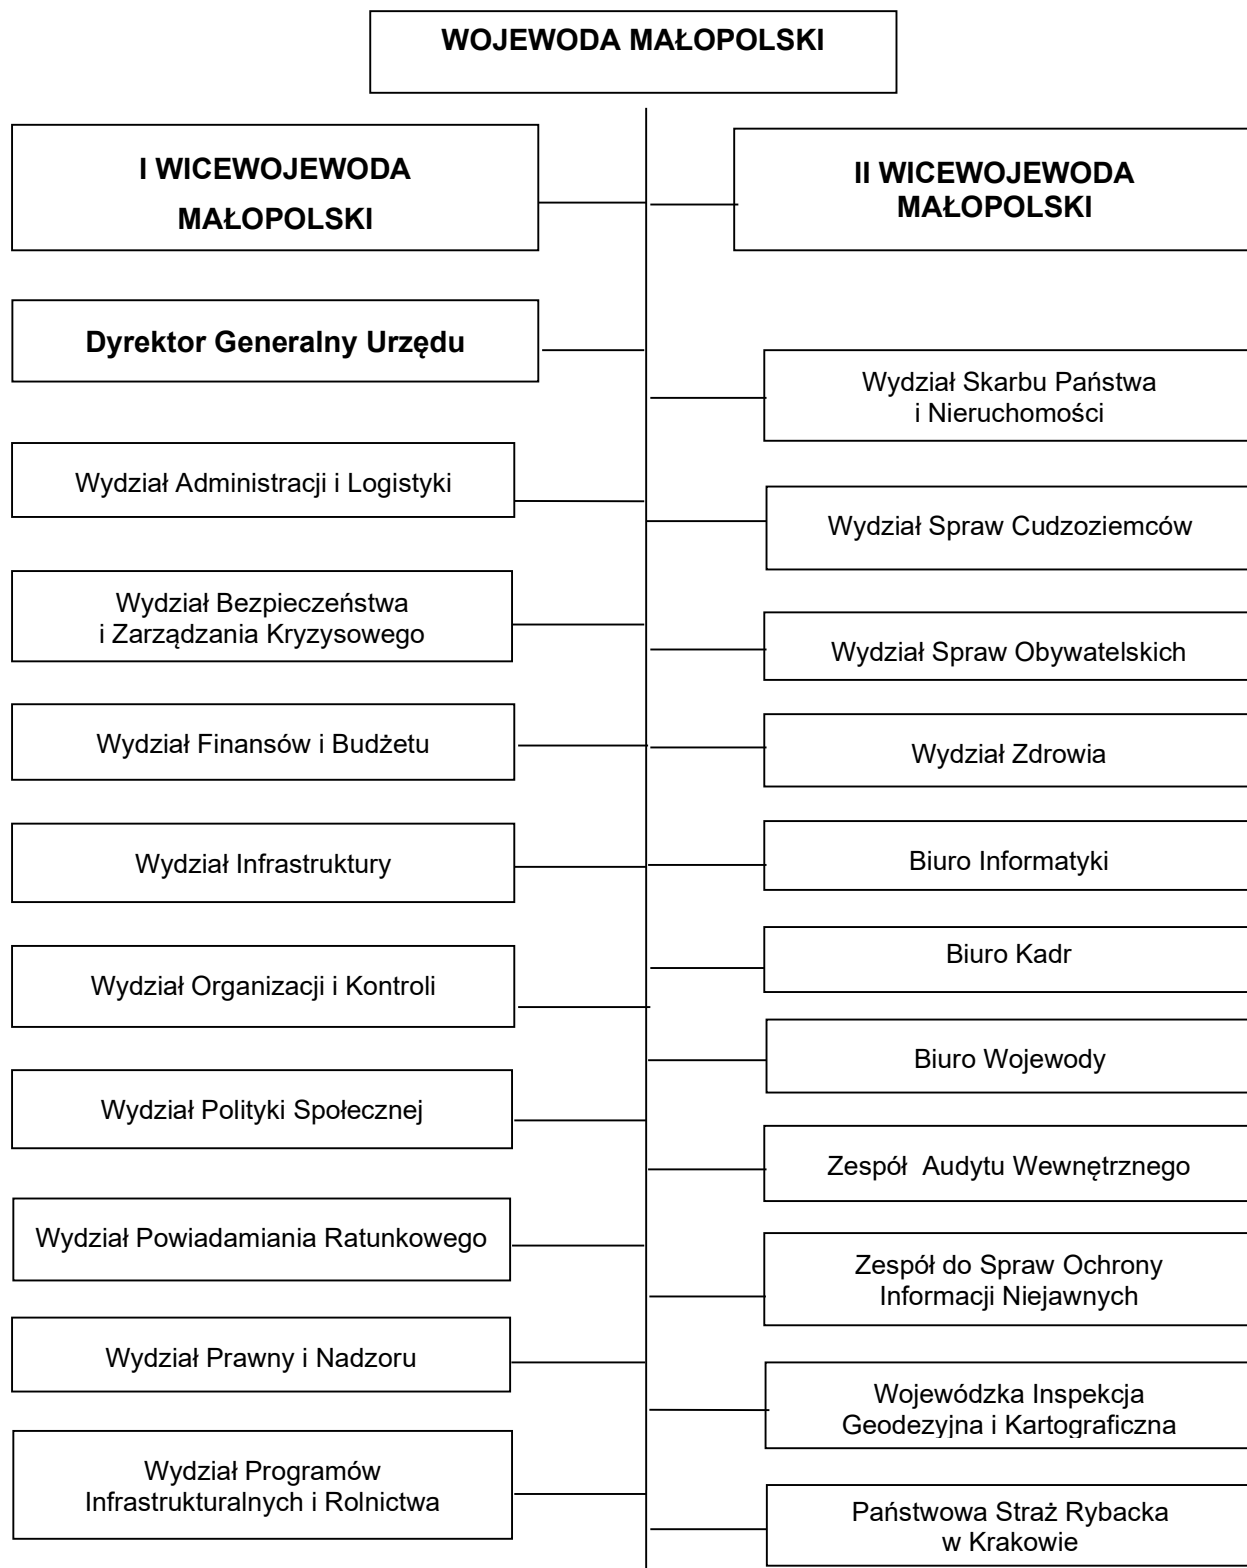 WOJEWODA MAŁOPOLSKI
I WICEWOJEWODA
MAŁOPOLSKI
II WICEWOJEWODA
MAŁOPOLSKI
Dyrektor Generalny Urzędu
Wydział Administracji i Logistyki
Wydział Bezpieczeństwa
i Zarządzania Kryzysowego
Wydział Finansów i Budżetu
Wydział Infrastruktury
Wydział Organizacji i Kontroli
Wydział Polityki Społecznej
Wydział Powiadamiania Ratunkowego
Wydział Prawny i Nadzoru
Wydział Programów
Infrastrukturalnych i Rolnictwa
Wydział Skarbu Państwa
i Nieruchomości
Wydział Spraw Cudzoziemców
Wydział Spraw Obywatelskich
Wydział Zdrowia
Biuro Informatyki
Biuro Kadr
Biuro Wojewody
Zespół Audytu Wewnętrznego
Zespół do Spraw Ochrony
Informacji Niejawnych
Wojewódzka Inspekcja
Geodezyjna i Kartograficzna
Państwowa Straż Rybacka
w Krakowie